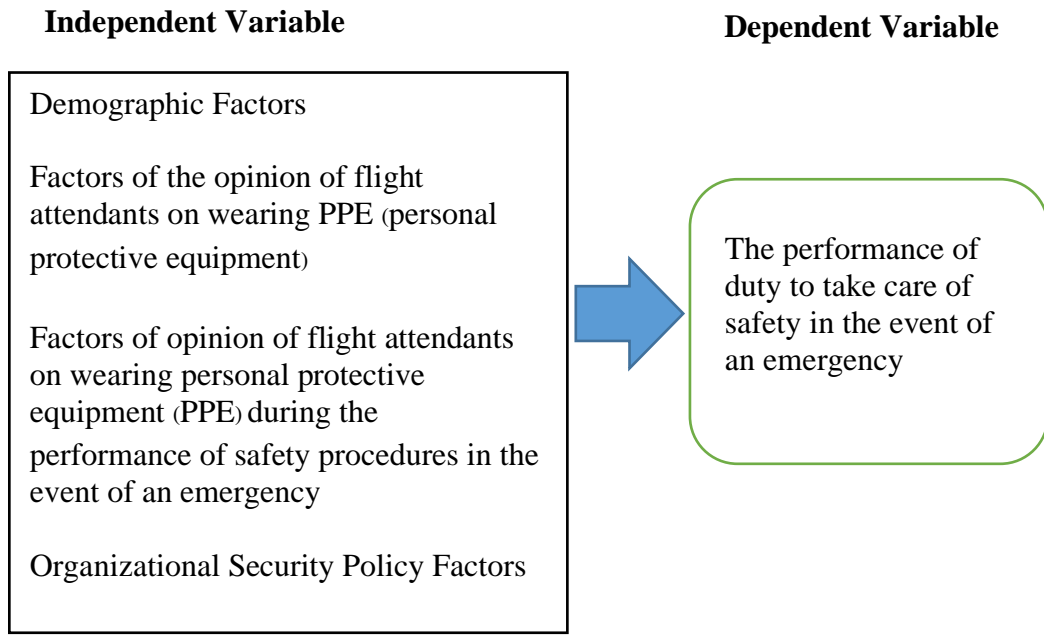 Independent Variable
Dependent Variable
Demographic Factors
Factors of the opinion of flight
attendants on wearing PPE (personal
protective equipment)
Factors of opinion of flight attendants
on wearing personal protective
equipment (PPE) during the
performance of safety procedures in the
event of an emergency
Organizational Security Policy Factors
The performance of
duty to take care of
safety in the event of
an emergency